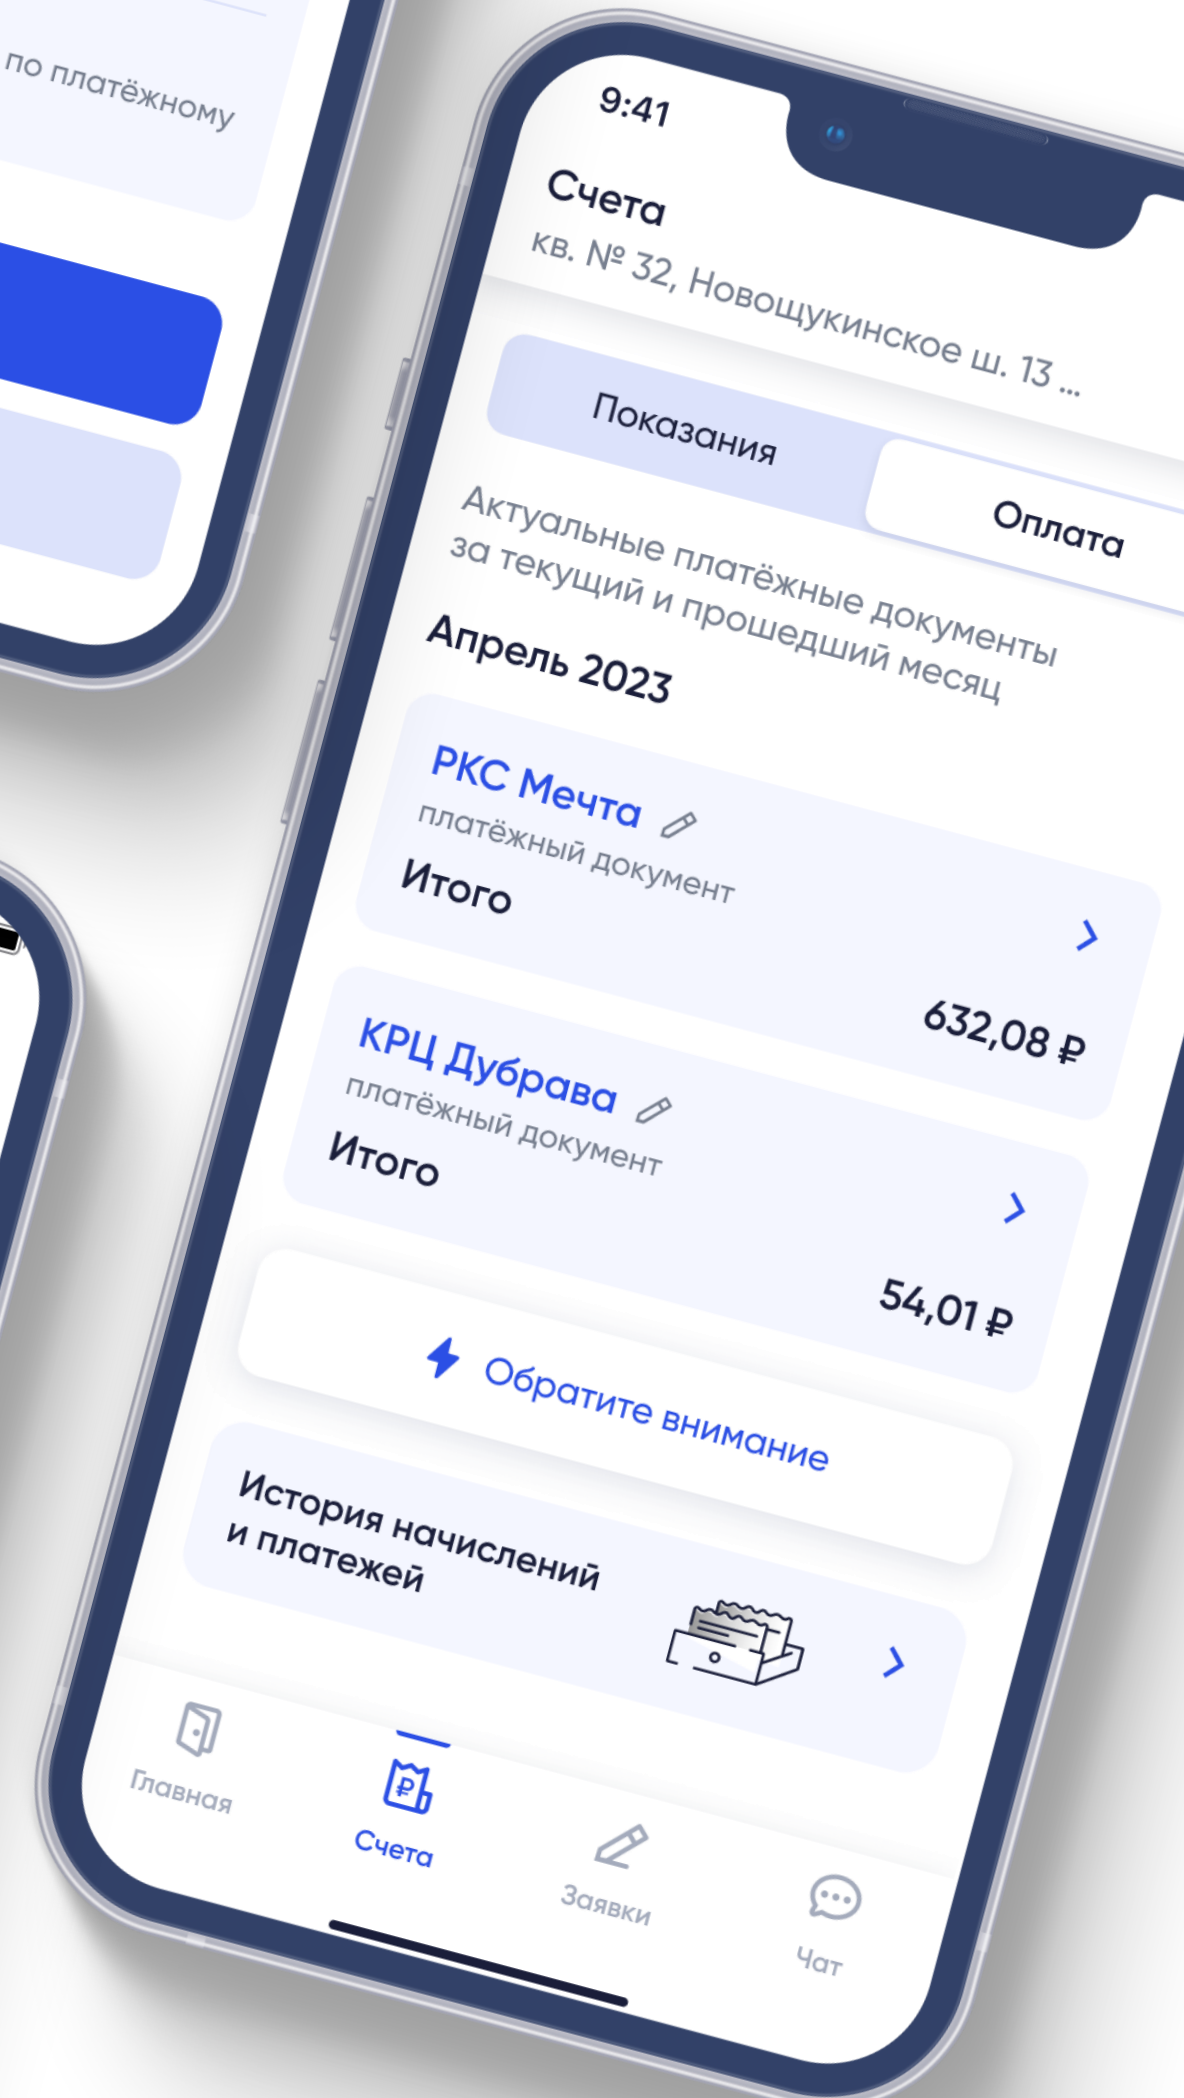 по платёжному
9:41
Счета
кв. № 32, Новощукинское ш. 13 ...
Показания
Оплата
Актуальные платёжные документы
за текущий и прошедший месяц
Апрель 2023
РКС Мечта
платёжный документ
Итого
632,08 ₽
КРЦ Дубрава
платёжный документ
Итого
54,01 ₽
Обратите внимание
История начислений
и платежей
Главная
Счета
Заявки
Чат